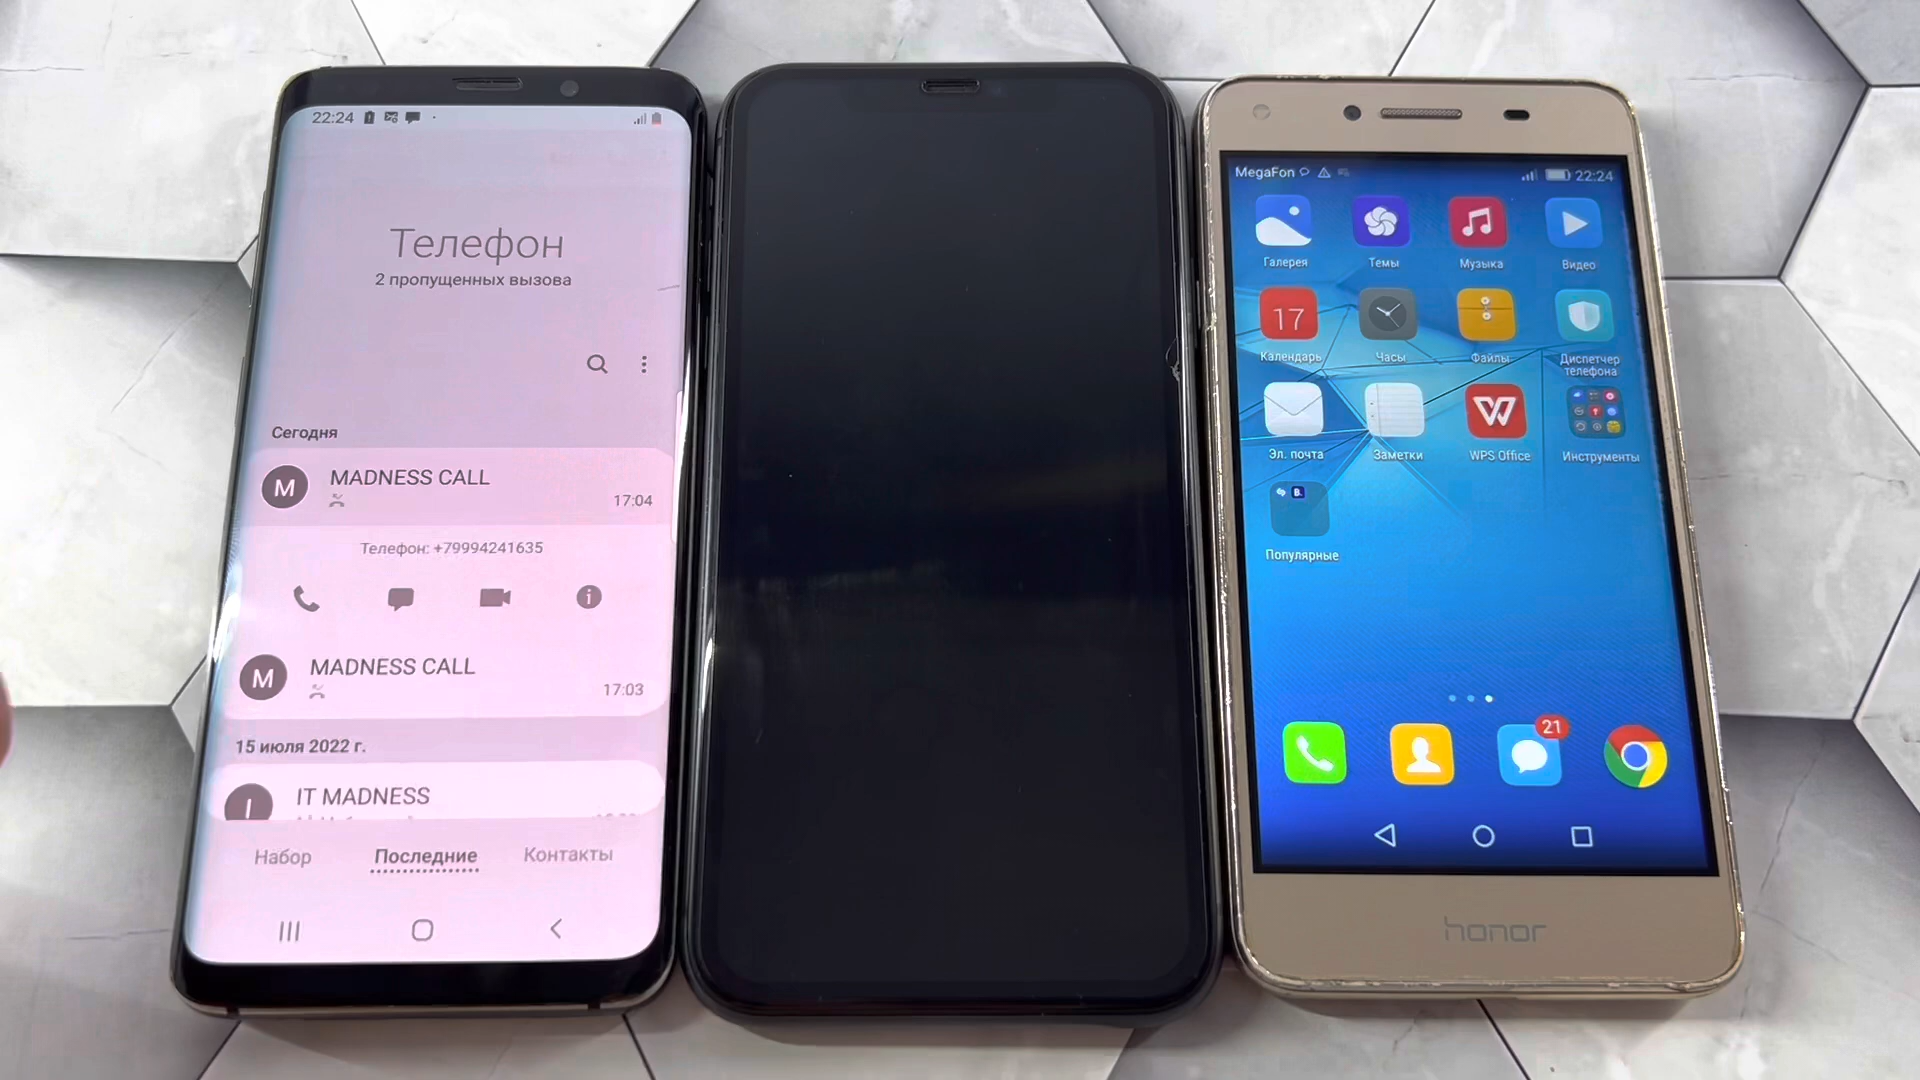 22:24
Телефон
2 пропущенных вызова
Сегодня
M
MADNESS CALL
17:04
Телефон: +79994241635
M
MADNESS CALL
17:03
15 июля 2022 г.
I
IT MADNESS
Набор
Последние
Контакты
MegaFon
22:24
Галерея
Темы
Музыка
Видео
17
Календарь
Часы
Файлы
Диспетчер
телефона
W
Эл. почта
Заметки
WPS Office
Инструменты
B.
Популярные
21
honor